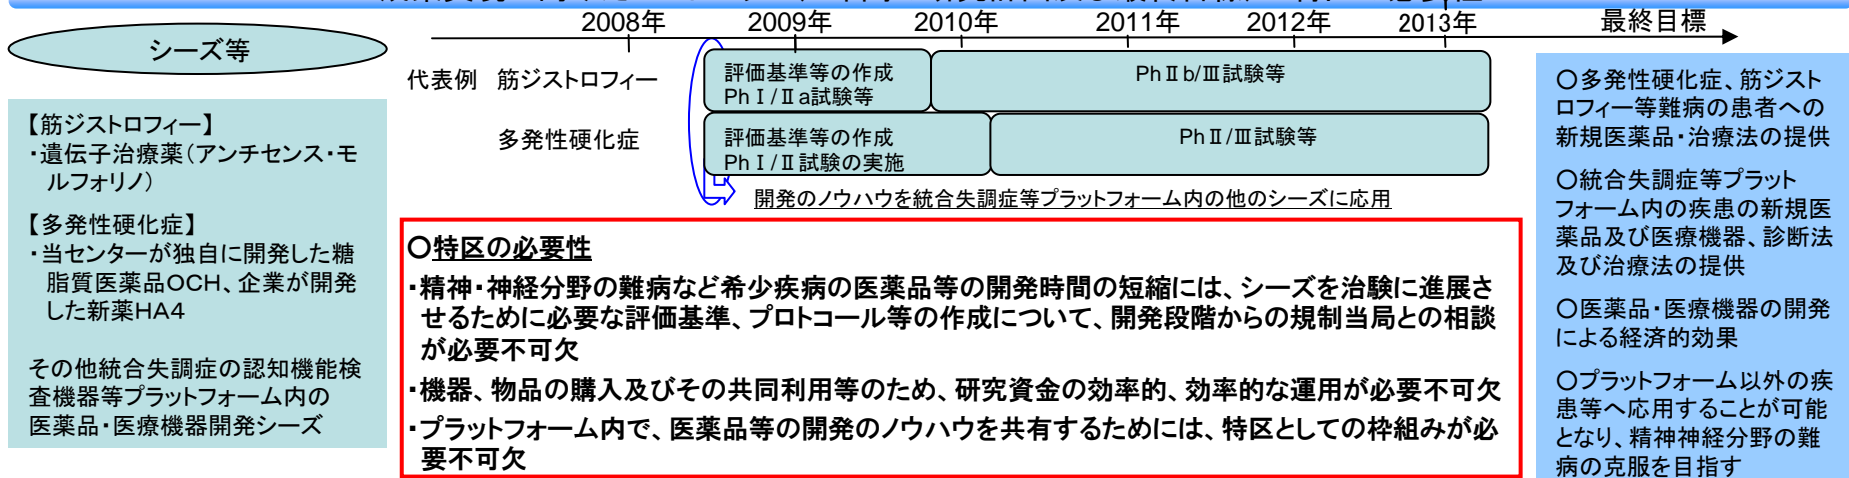 2008年 2009年 2010年 2011年 2012年 2013年 最終目標
シーズ等
【筋ジストロフィー】
・遺伝子治療薬（アンチセンス・モ
ルフォリノ）
【多発性硬化症】
・当センターが独自に開発した糖
脂質医薬品OCH、企業が開発
した新薬HA4
その他統合失調症の認知機能検
査機器等プラットフォーム内の
医薬品・医療機器開発シーズ
代表例 筋ジストロフィー
評価基準等の作成
PhⅠ/Ⅱa試験等
PhⅡb/Ⅲ試験等
多発性硬化症
評価基準等の作成
PhⅠ/Ⅱ試験の実施
PhⅡ/Ⅲ試験等
開発のノウハウを統合失調症等プラットフォーム内の他のシーズに応用
○特区の必要性
・精神・神経分野の難病など希少疾病の医薬品等の開発時間の短縮には、シーズを治験に進展さ
せるために必要な評価基準、プロトコール等の作成について、開発段階からの規制当局との相談
が必要不可欠
・機器、物品の購入及びその共同利用等のため、研究資金の効率的、効率的な運用が必要不可欠
・プラットフォーム内で、医薬品等の開発のノウハウを共有するためには、特区としての枠組みが必
要不可欠
○多発性硬化症、筋ジスト
ロフィー等難病の患者への
新規医薬品・治療法の提供
○統合失調症等プラット
フォーム内の疾患の新規医
薬品及び医療機器、診断法
及び治療法の提供
○医薬品・医療機器の開発
による経済的効果
○プラットフォーム以外の疾
患等へ応用することが可能
となり、精神神経分野の難
病の克服を目指す